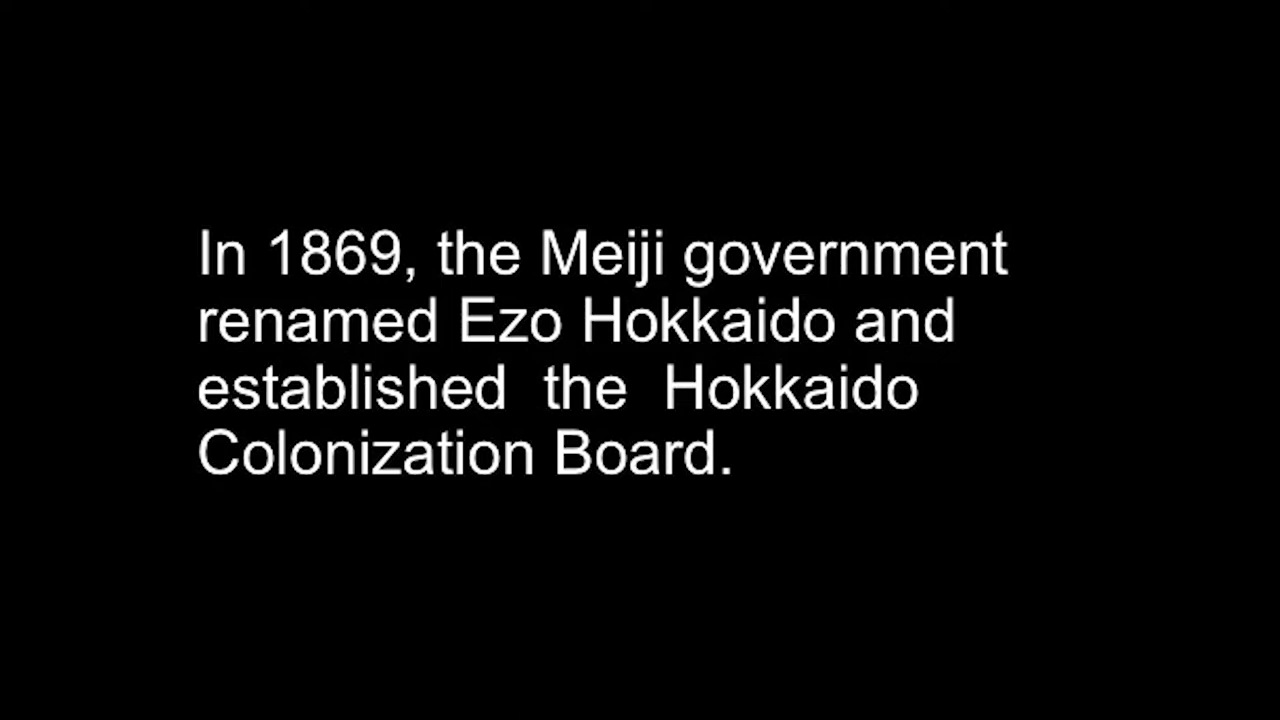 In 1869, the Meiji government
renamed Ezo Hokkaido and
established the Hokkaido
Colonization Board.